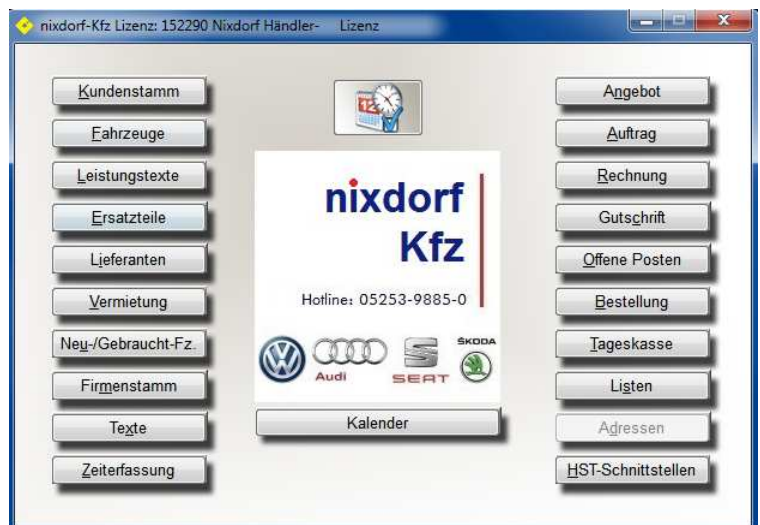 nixdorf-Kfz Lizenz: 152290 Nixdorf Händler- Lizenz
Kundenstamm
Fahrzeuge
Leistungstexte
Ersatzteile
Lieferanten
Vermietung
Neu-/Gebraucht-Fz.
Firmenstamm
Texte
Zeiterfassung
12
nixdorf
Kfz
Hotline: 05253-9885-0
Audi
SEAT
ŠKODA
Kalender
Angebot
Auftrag
Rechnung
Gutschrift
Offene Posten
Bestellung
Tageskasse
Listen
Adressen
HST-Schnittstellen